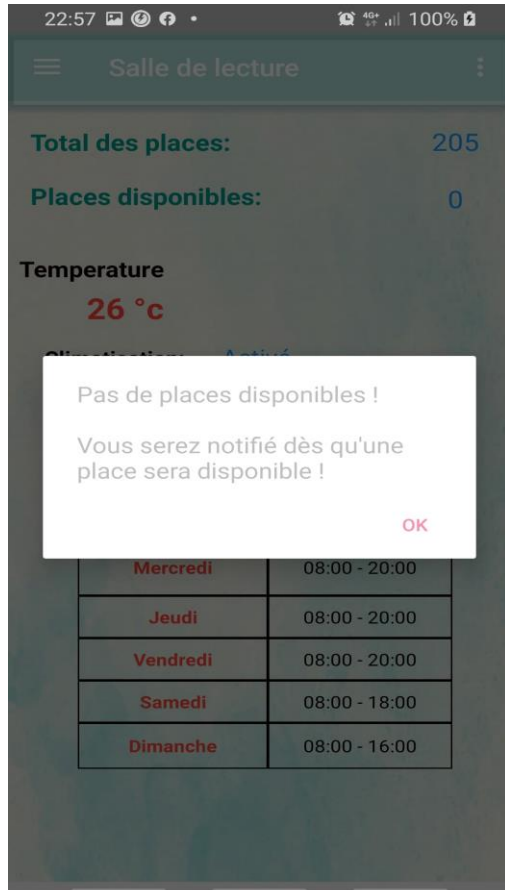 22:57 4G+ 100%
Salle de lecture
Total des places: 205
Places disponibles: 0
Temperature
26 °c
Pas de places disponibles !
Vous serez notifié dès qu'une
place sera disponible !
OK
Mercredi 08:00 - 20:00
Jeudi 08:00 - 20:00
Vendredi 08:00 - 20:00
Samedi 08:00 - 18:00
Dimanche 08:00 - 16:00